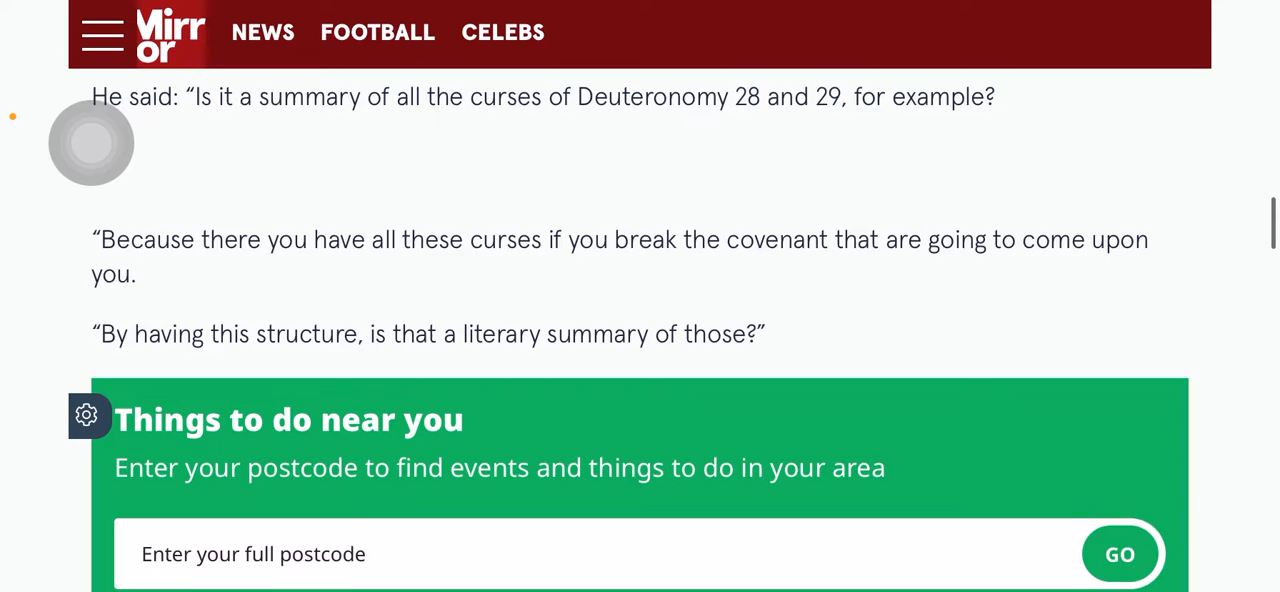 Mirr
or
NEWS FOOTBALL CELEBS
He said: “Is it a summary of all the curses of Deuteronomy 28 and 29, for example?
“Because there you have all these curses if you break the covenant that are going to come upon
you.
“By having this structure, is that a literary summary of those?”
Things to do near you
Enter your postcode to find events and things to do in your area
Enter your full postcode
GO